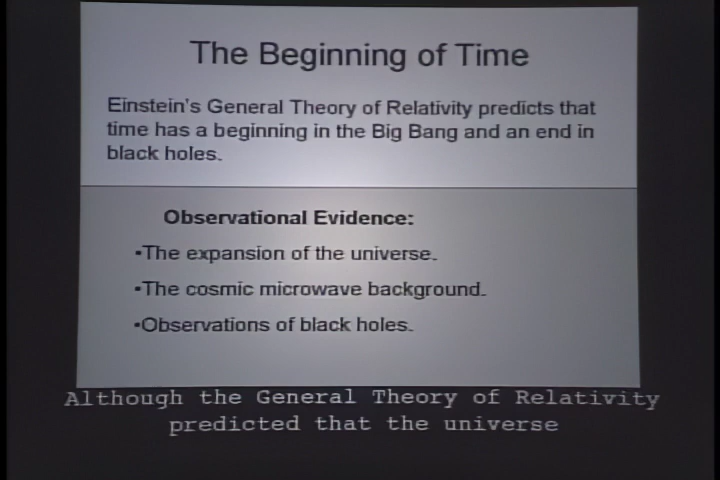 The Beginning of Time
Einstein's General Theory of Relativity predicts that
time has a beginning in the Big Bang and an end in
black holes.
Observational Evidence:
▪The expansion of the universe.
▪The cosmic microwave background.
▪Observations of black holes.
Although the General Theory of Relativity
predicted that the universe